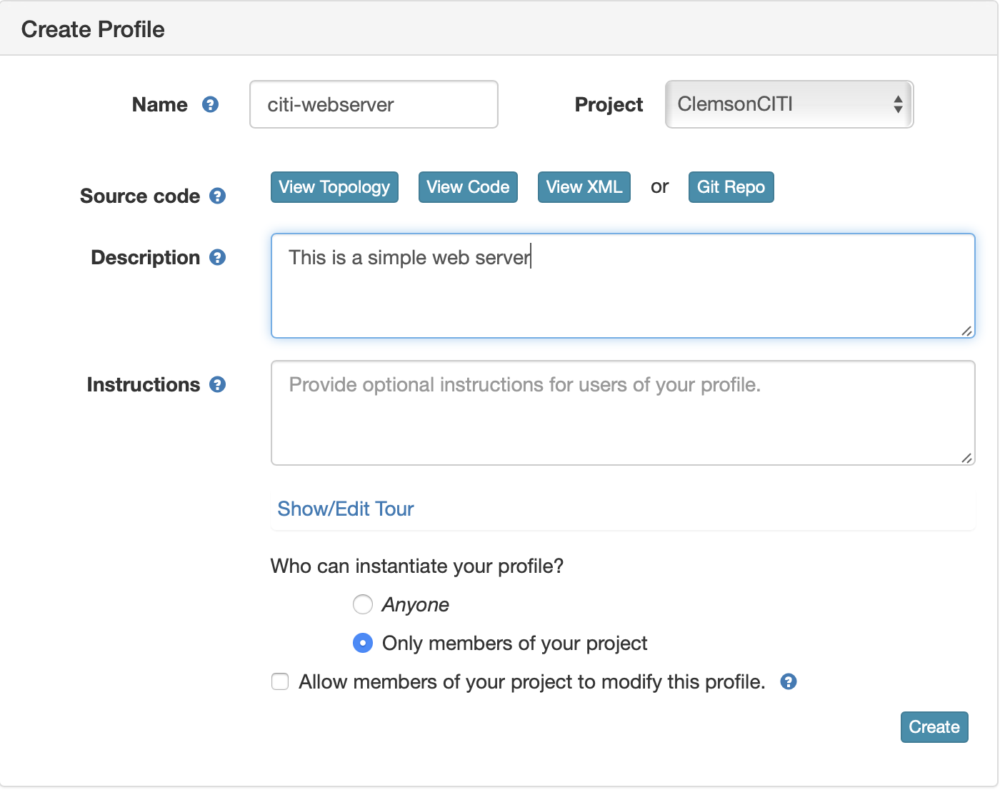 Create Profile
Name ? citi-webserver Project ClemsonCITI
Source code ? View Topology View Code View XML or Git Repo
Description ? This is a simple web server
Instructions ? Provide optional instructions for users of your profile.
Show/Edit Tour
Who can instantiate your profile?
Anyone
Only members of your project
Allow members of your project to modify this profile. ?
Create